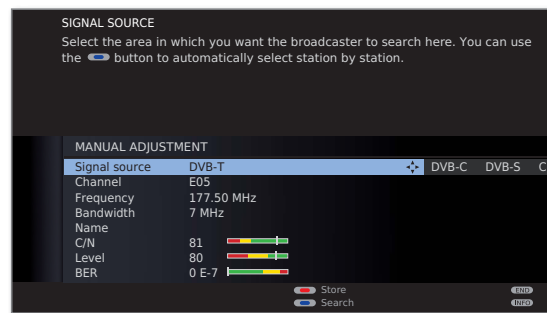 SIGNAL SOURCE
Select the area in which you want the broadcaster to search here. You can use
the button to automatically select station by station.
MANUAL ADJUSTMENT
Signal source DVB-T DVB-C DVB-S C
Channel E05
Frequency 177.50 MHz
Bandwidth 7 MHz
Name
C/N 81
Level 80
BER 0 E-7
Store END
Search INFO